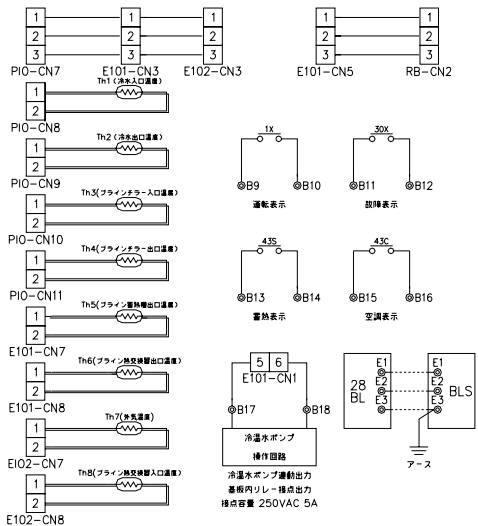 1 1 1
2 2 2
3 3 3
PIO-CN7 E101-CN3 E102-CN3
1 1
2 2
3 3
E101-CN5 RB-CN2
Th1 (冷水入口温度)
1
2
PIO-CN8
Th2 (冷水出口温度)
1
2
PIO-CN9
Th3(ブラインチラー入口温度)
1
2
PIO-CN10
Th4(ブラインチラー出口温度)
1
2
PIO-CN11
Th5(ブライン蓄熱槽出口温度)
1
2
E101-CN7
Th6(ブライン熱交換器出口温度)
1
2
E101-CN8
Th7(外気温度)
1
2
E102-CN7
Th8(ブライン熱交換器入口温度)
1
2
E102-CN8
1X
B9 B10
運転表示
30X
B11 B12
故障表示
43S
B13 B14
蓄熱表示
43C
B15 B16
空調表示
5 6
E101-CN1
B17 B18
冷温水ポンプ
操作回路
冷温水ポンプ連動出力
基板内リレー接点出力
接点容量 250VAC 5A
28
BL
E1 E1
E2 E2
E3 E3
BLS
アース